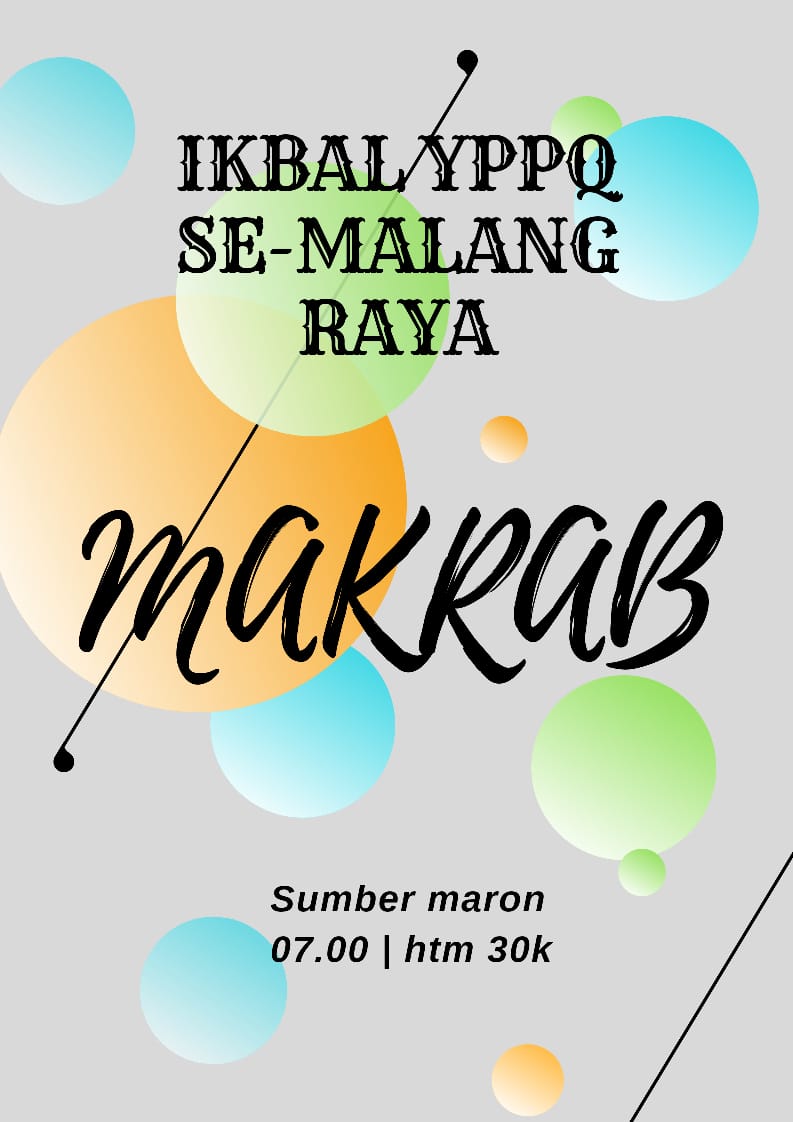 IKBAL YPPQ
SE-MALANG
RAYA
MAKRAB
Sumber maron
07.00 | htm 30k